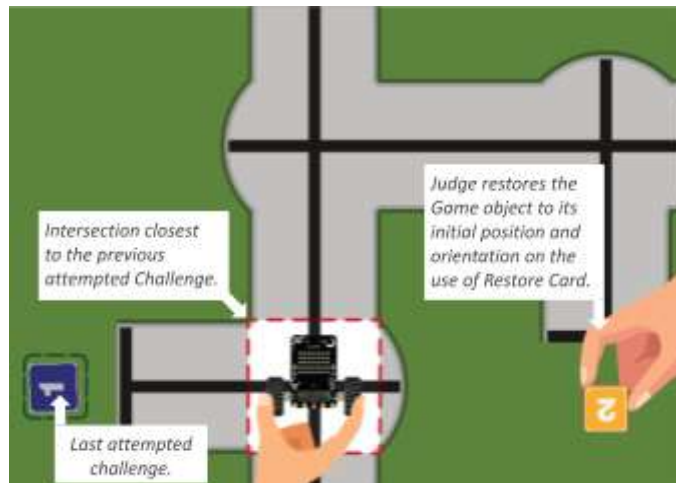 Judge restores the
Game object to its
initial position and
orientation on the
use of Restore Card.
Intersection closest
to the previous
attempted Challenge.
1
2
Last attempted
challenge.